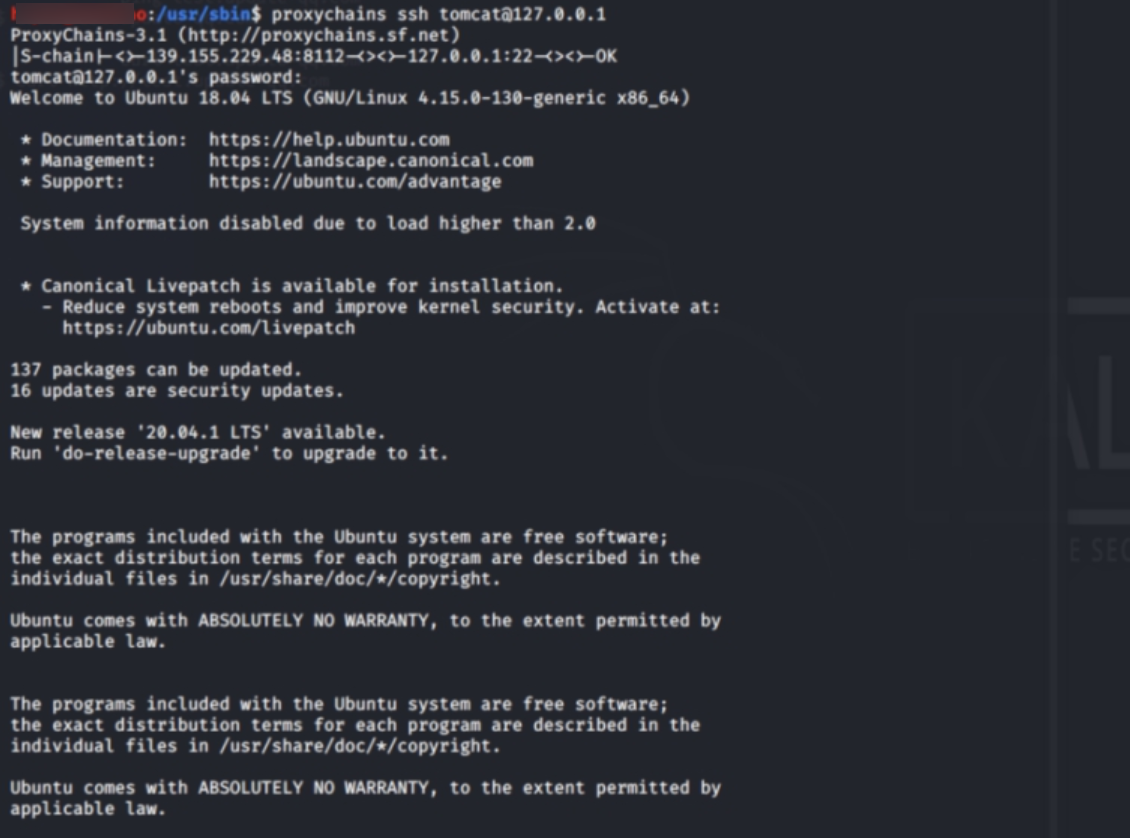 o:/usr/sbin$ proxychains ssh tomcat@127.0.0.1
ProxyChains-3.1 (http://proxychains.sf.net)
|S-chain|-<>-139.155.229.48:8112-<><>-127.0.0.1:22-<><>-OK
tomcat@127.0.0.1's password:
Welcome to Ubuntu 18.04 LTS (GNU/Linux 4.15.0-130-generic x86_64)
* Documentation:  https://help.ubuntu.com
* Management:     https://landscape.canonical.com
* Support:        https://ubuntu.com/advantage
System information disabled due to load higher than 2.0
* Canonical Livepatch is available for installation.
- Reduce system reboots and improve kernel security. Activate at:
https://ubuntu.com/livepatch
137 packages can be updated.
16 updates are security updates.
New release '20.04.1 LTS' available.
Run 'do-release-upgrade' to upgrade to it.
The programs included with the Ubuntu system are free software;
the exact distribution terms for each program are described in the
individual files in /usr/share/doc/*/copyright.
Ubuntu comes with ABSOLUTELY NO WARRANTY, to the extent permitted by
applicable law.
The programs included with the Ubuntu system are free software;
the exact distribution terms for each program are described in the
individual files in /usr/share/doc/*/copyright.
Ubuntu comes with ABSOLUTELY NO WARRANTY, to the extent permitted by
applicable law.
KAL
E SEC